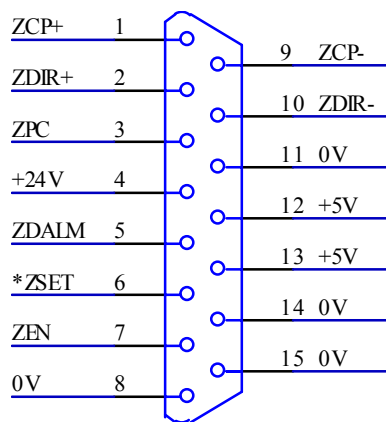 ZCP+ 1
9 ZCP-
ZDIR+ 2
10 ZDIR-
ZPC 3
11 0V
+24V 4
12 +5V
ZDALM 5
13 +5V
*ZSET 6
14 0V
ZEN 7
15 0V
0V 8